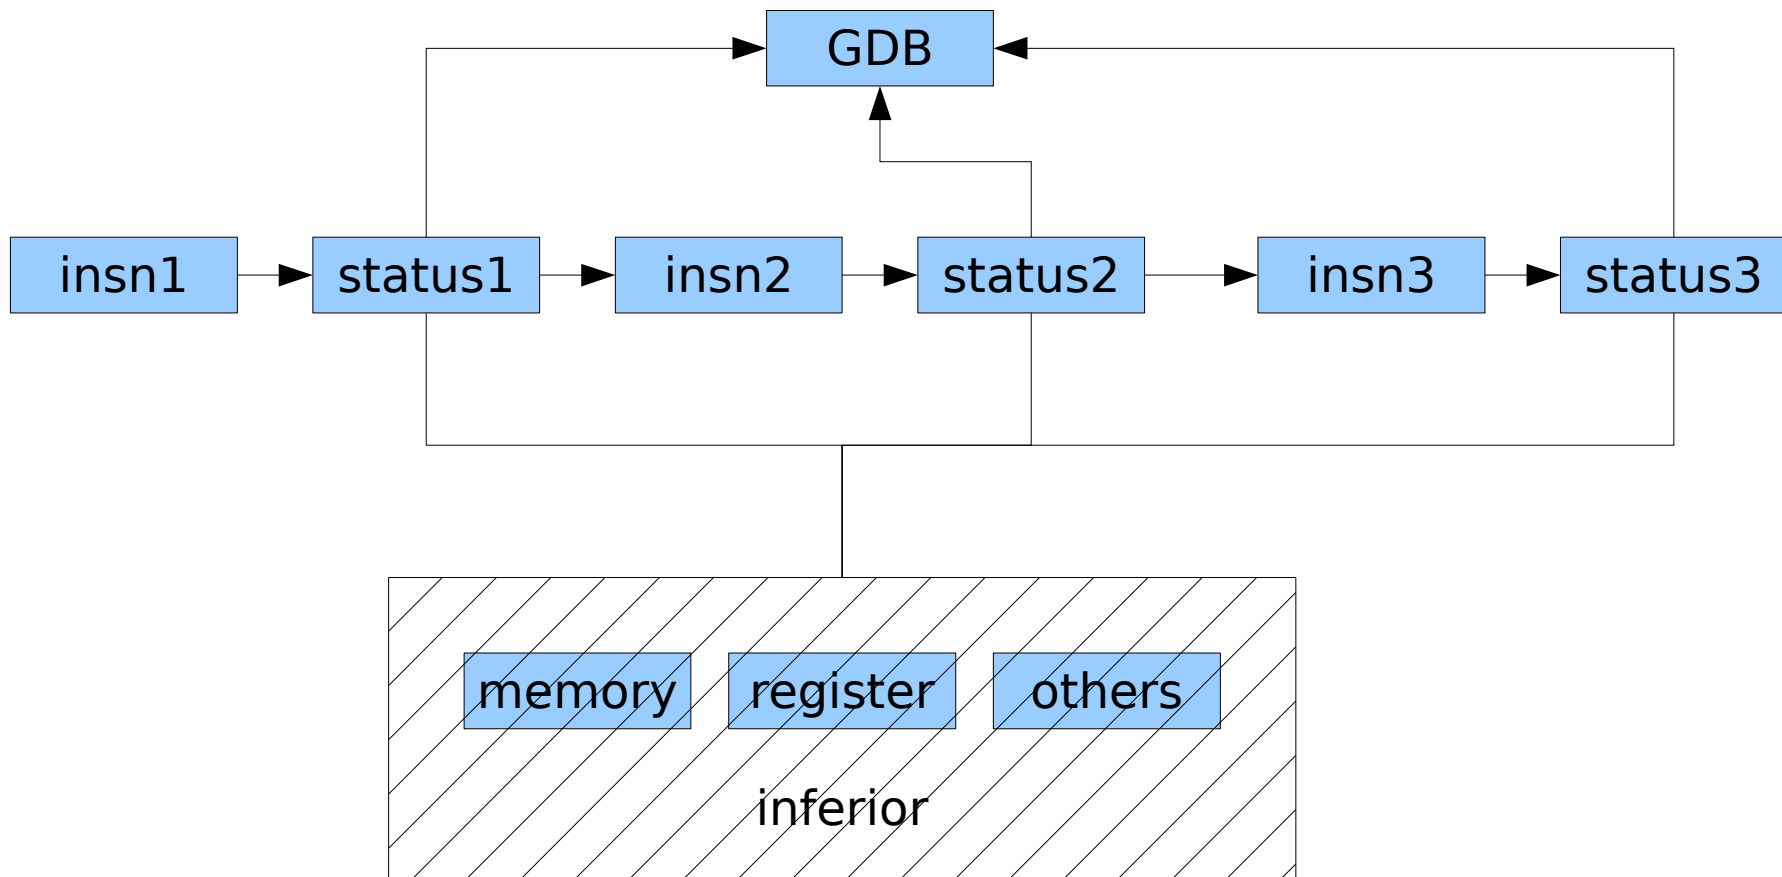 GDB
insn1
status1
insn2
status2
insn3
status3
memory
register
others
inferior